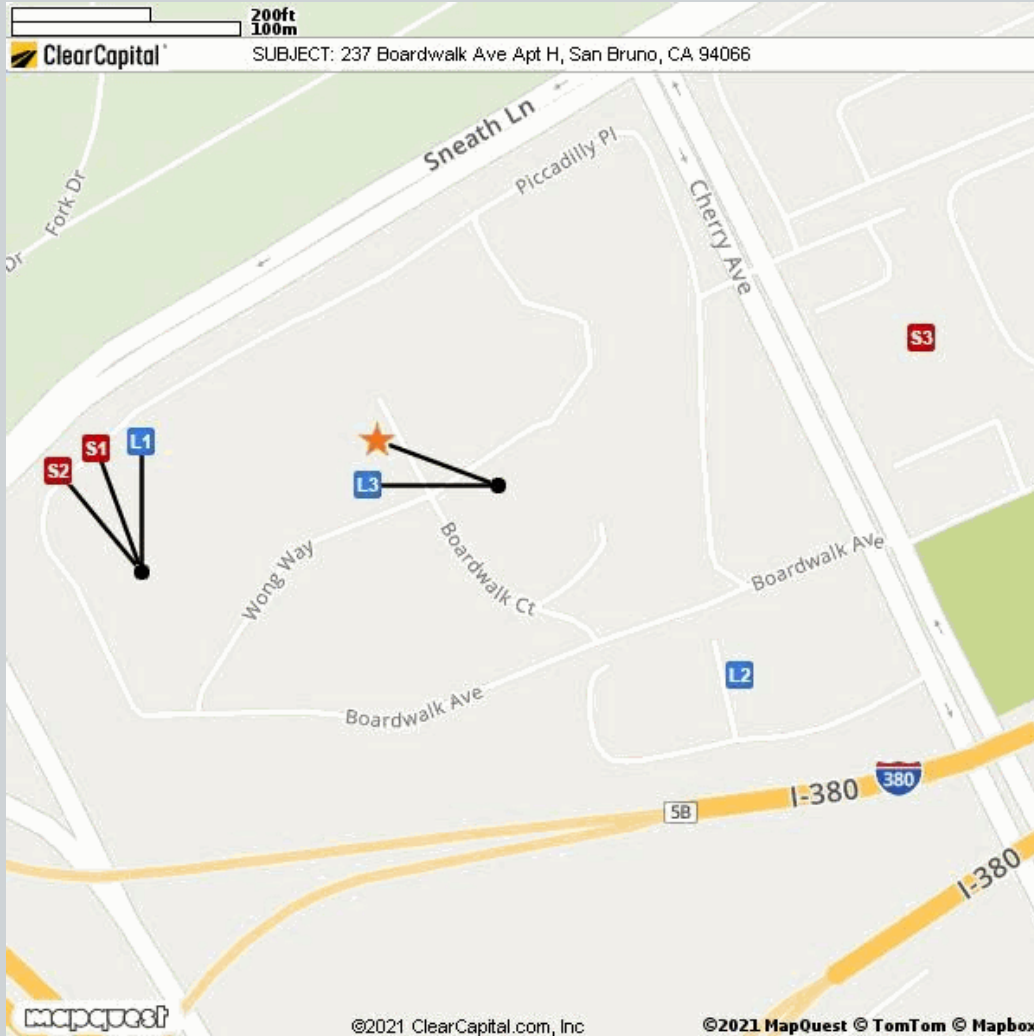 200ft
100m
ClearCapital
SUBJECT: 237 Boardwalk Ave Apt H, San Bruno, CA 94066
Sneath Ln
Piccadilly Pl
Fork Dr
Dr
Cherry Ave
S3
S2
S1
L1
L3
Boardwalk Ct
Wong Way
Boardwalk Ave
L2
Boardwalk Ave
380
I-380
5B
I-380
mapquest
©2021 ClearCapital.com, Inc
©2021 MapQuest © TomTom © Mapbox